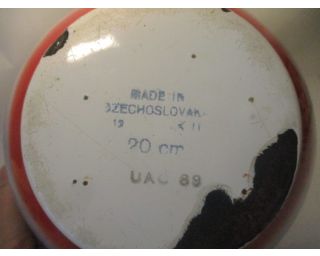 MADE IN
CZECHOSLOVAK
20 cm
UAC 89